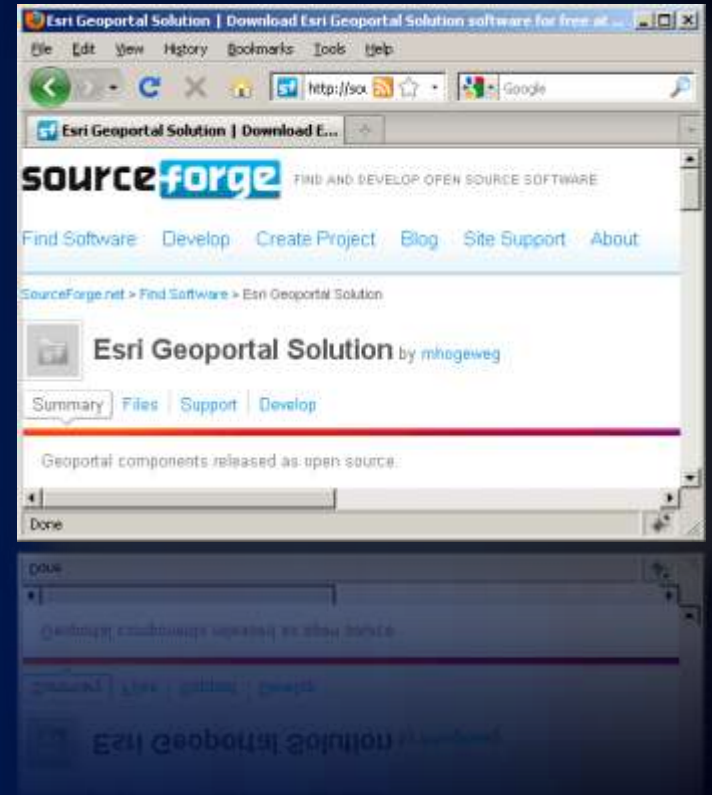 Esri Geoportal Solution | Download Esri Geoportal Solution software for free at ...
File Edit View History Bookmarks Tools Help
http://sou Google
Esri Geoportal Solution | Download E...
sourceforge FIND AND DEVELOP OPEN SOURCE SOFTWARE
Find Software Develop Create Project Blog Site Support About
SourceForge.net > Find Software > Esri Geoportal Solution
Esri Geoportal Solution by mhogeweg
Summary Files Support Develop
Geoportal components released as open source.
Done